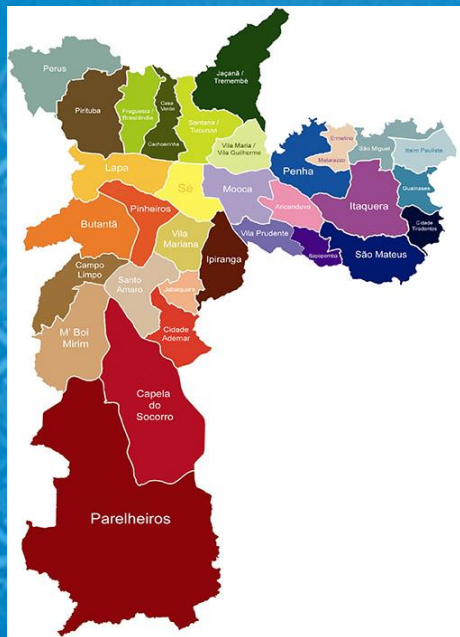 Jaçanã /
Tremembé
Perus
Pirituba
Freguesia /
Brasilândia
Casa
Verde
Cachoeirinha
Santana /
Tucuruvi
Vila Maria /
Vila Guilherme
Ermelino
Matarazzo
São Miguel
Itaim Paulista
Lapa
Sé
Mooca
Penha
Guaianases
Pinheiros
Aricanduva
Itaquera
Cidade
Tiradentes
Butantã
Vila
Mariana
Ipiranga
Vila Prudente
Sapopemba
São Mateus
Campo
Limpo
Santo
Amaro
Jabaquara
M' Boi
Mirim
Cidade
Ademar
Capela
do
Socorro
Parelheiros